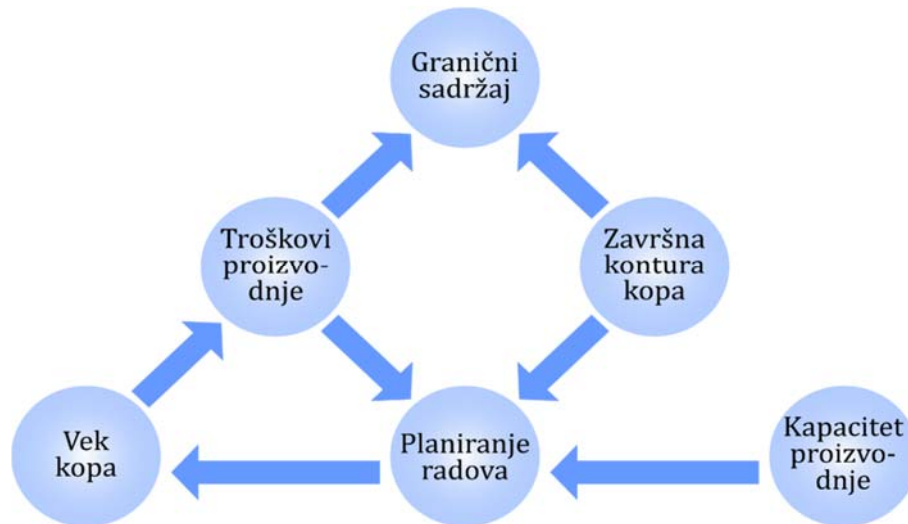 Granični
sadržaj
Troškovi
proizvo-
dnje
Završna
kontura
kopa
Vek
kopa
Planiranje
radova
Kapacitet
proizvo-
dnje